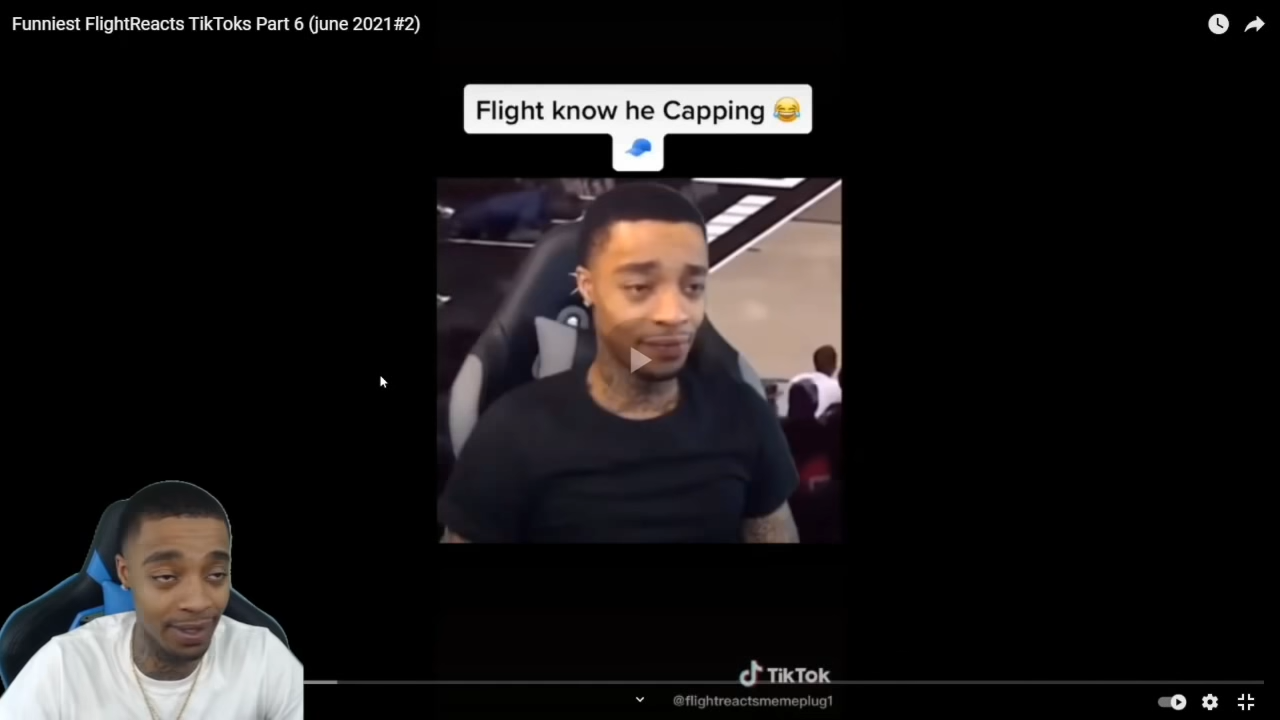 Funniest FlightReacts TikToks Part 6 (june 2021#2)
Flight know he Capping 😂
🧢
TikTok
@flightreactsmemeplug1